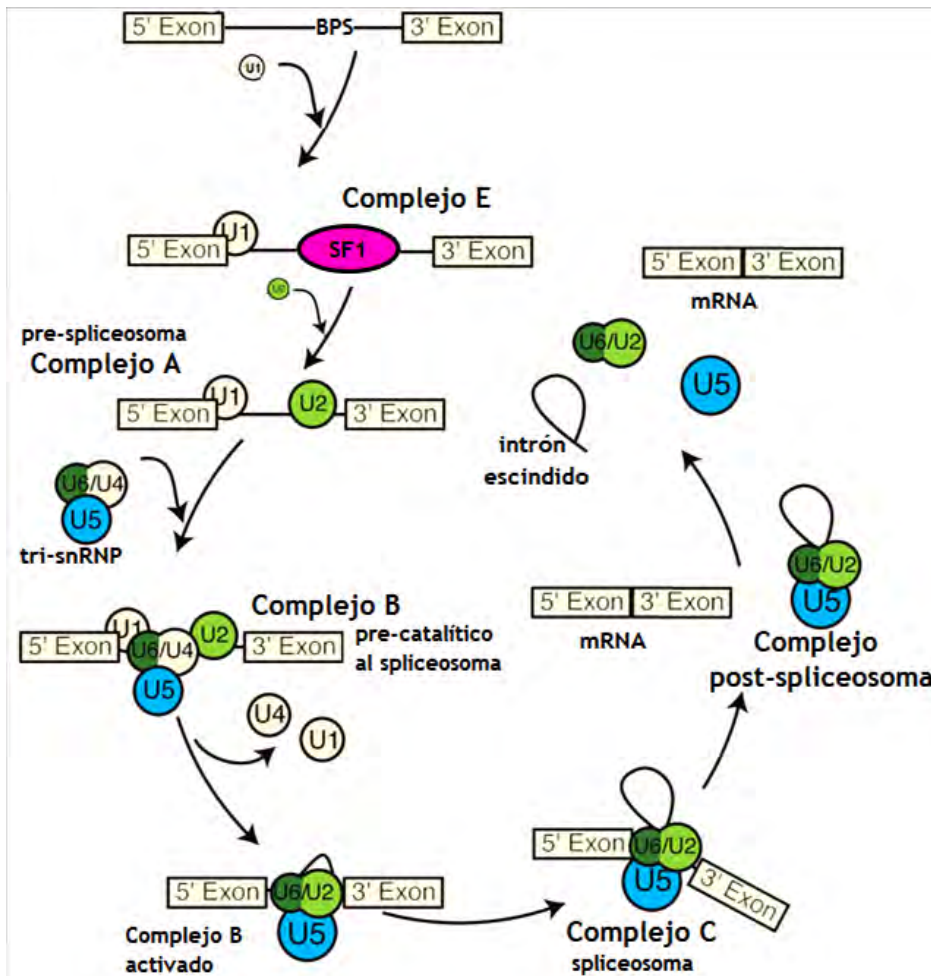 5' Exon BPS 3' Exon
U1
Complejo E
U1
5' Exon SF1 3' Exon
U2
pre-spliceosoma
Complejo A
U1 U2
5' Exon 3' Exon
U6/U4
U5
tri-snRNP
Complejo B
pre-catalítico
al spliceosoma
U1 U2
5' Exon U6/U4 3' Exon
U5
U4
U1
5' Exon U6/U2 3' Exon
U5
Complejo B
activado
5' Exon U6/U2
U5 3' Exon
Complejo C
spliceosoma
U6/U2
U5
Complejo
post-spliceosoma
5' Exon 3' Exon
mRNA
U6/U2
U5
intrón
escindido
5' Exon 3' Exon
mRNA